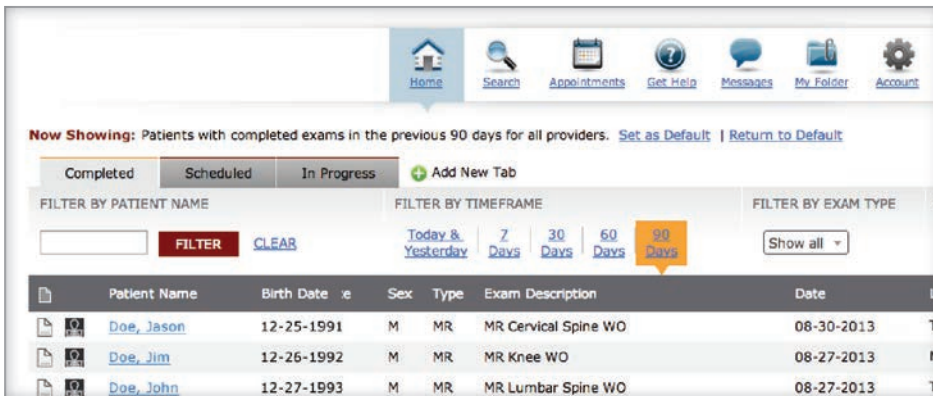 Home Search Appointments Get Help Messages My Folder Account
Now Showing: Patients with completed exams in the previous 90 days for all providers. Set as Default | Return to Default
Completed Scheduled In Progress Add New Tab
FILTER BY PATIENT NAME FILTER BY TIMEFRAME FILTER BY EXAM TYPE
FILTER CLEAR Today & Yesterday 7 Days 30 Days 60 Days 90 Days Show all
Patient Name Birth Date Sex Type Exam Description Date
Doe, Jason 12-25-1991 M MR MR Cervical Spine WO 08-30-2013
Doe, Jim 12-26-1992 M MR MR Knee WO 08-27-2013
Doe, John 12-27-1993 M MR MR Lumbar Spine WO 08-27-2013